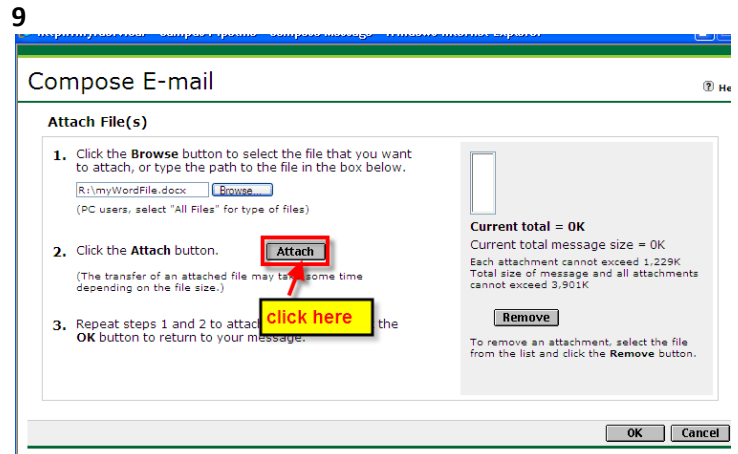 9
Compose E-mail
? He
Attach File(s)
1. Click the Browse button to select the file that you want
to attach, or type the path to the file in the box below.
R:\myWordFile.docx Browse...
(PC users, select "All Files" for type of files)
2. Click the Attach button. Attach
(The transfer of an attached file may take some time
depending on the file size.)
click here
3. Repeat steps 1 and 2 to attach the
OK button to return to your message.
Current total = 0K
Current total message size = 0K
Each attachment cannot exceed 1,229K
Total size of message and all attachments
cannot exceed 3,901K
Remove
To remove an attachment, select the file
from the list and click the Remove button.
OK Cancel